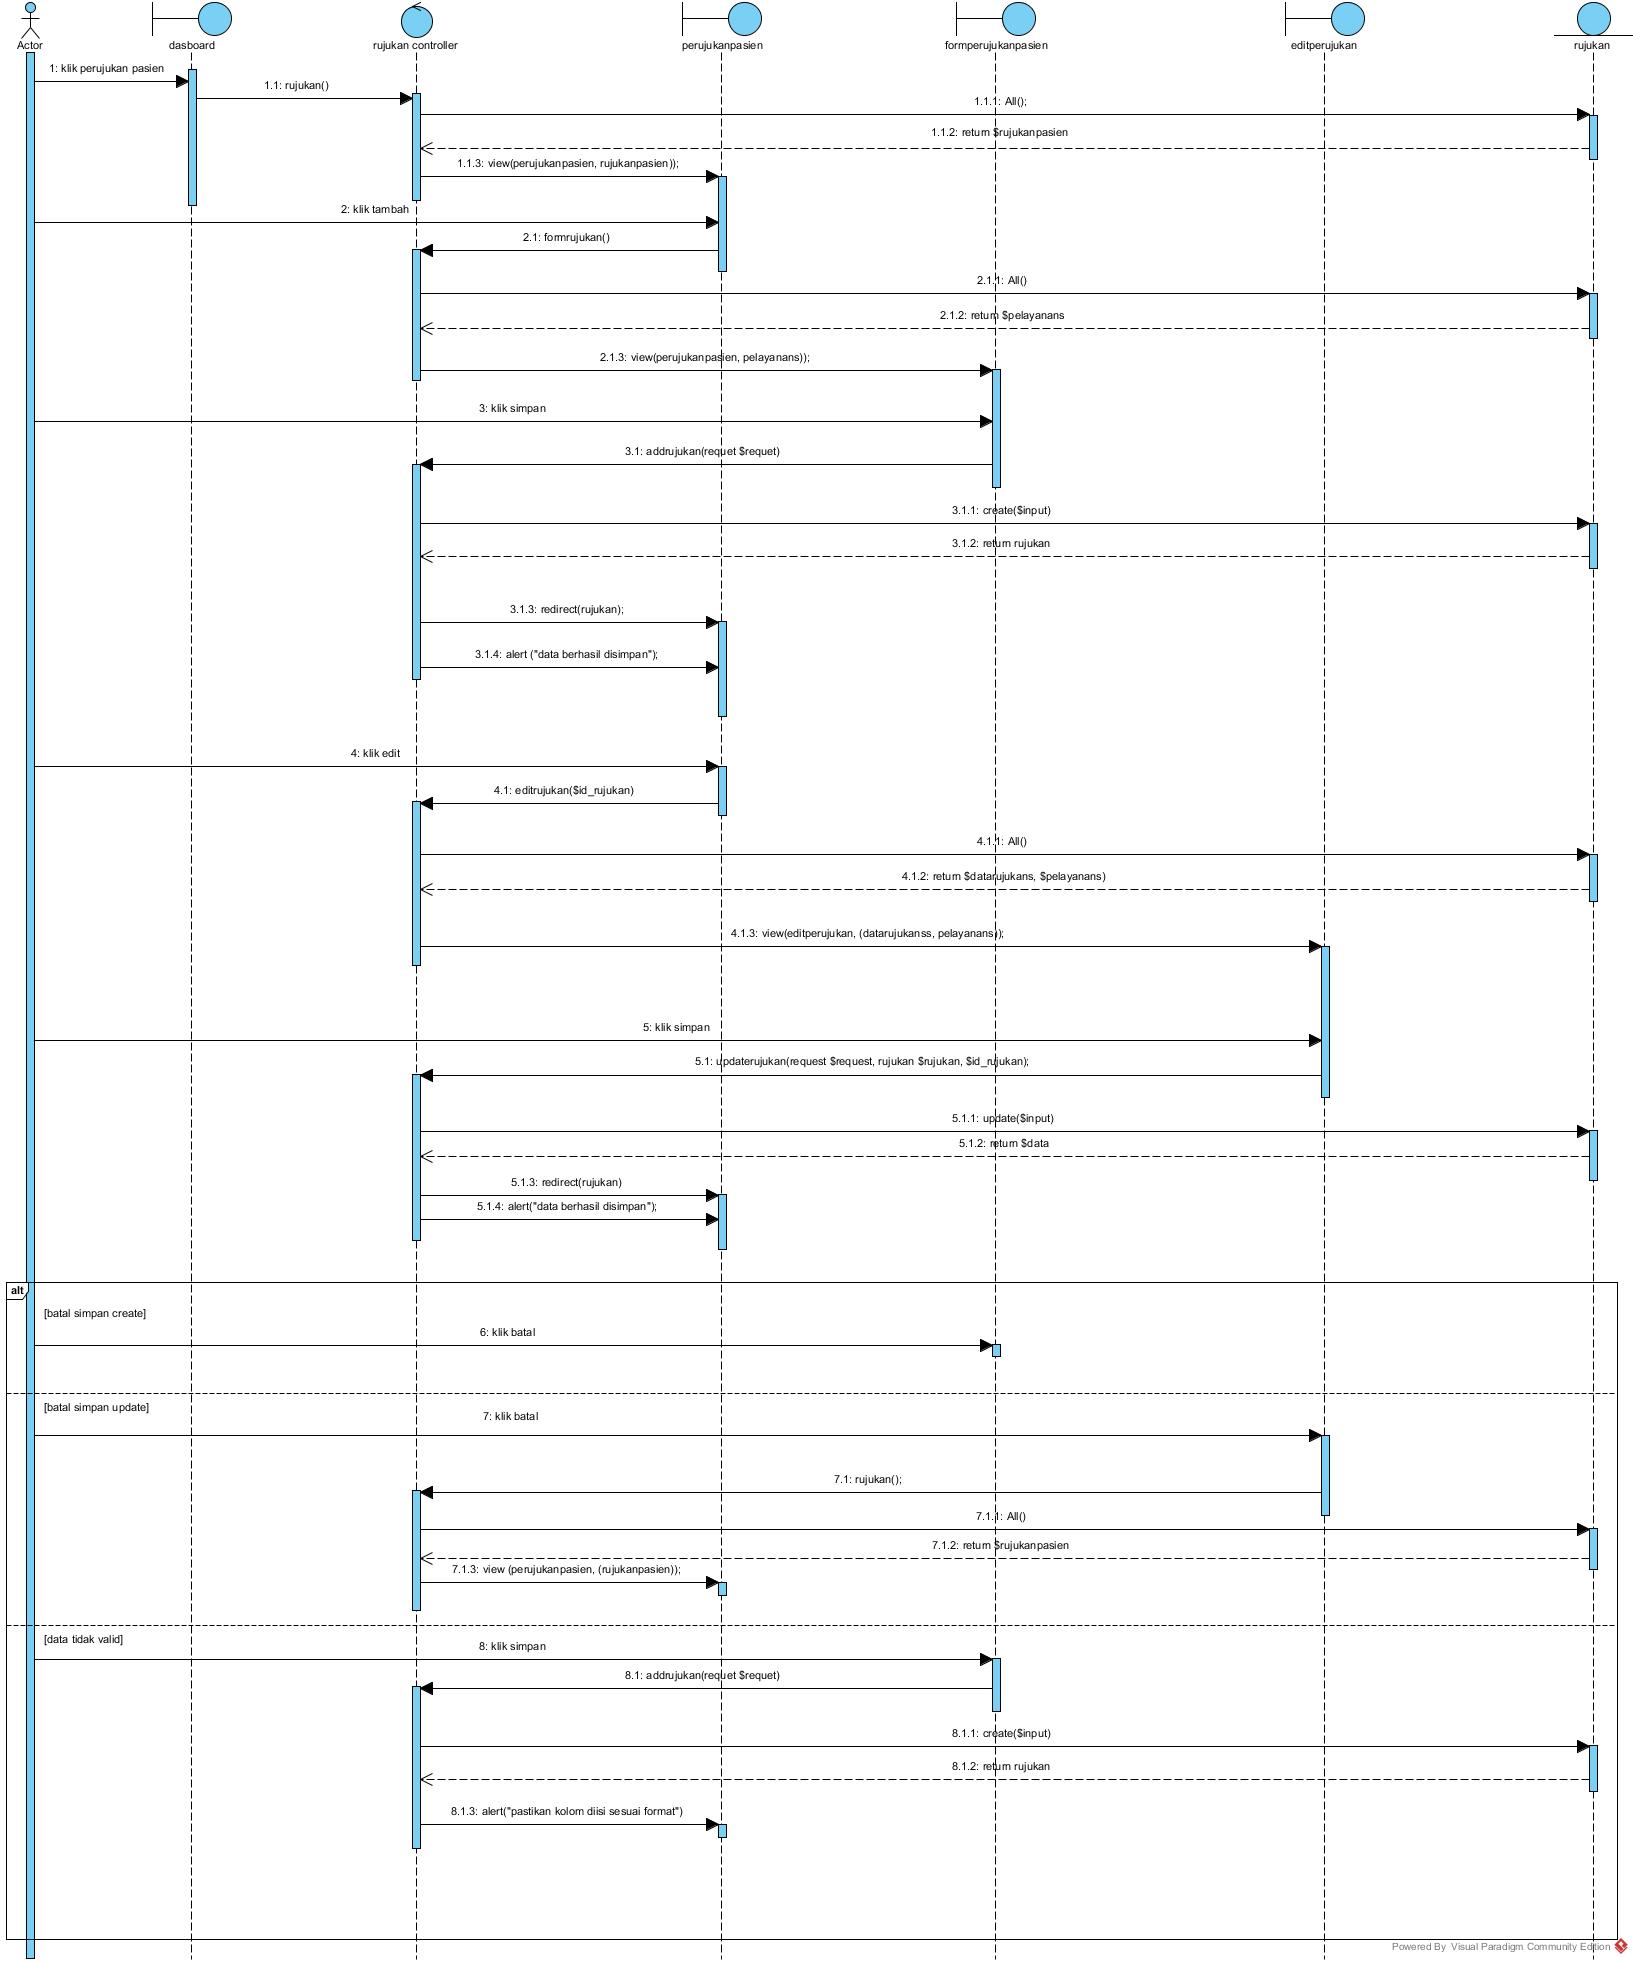 Actor
dasboard
rujukan controller
perujukanpasien
formperujukanpasien
editperujukan
rujukan
1: klik perujukan pasien
1.1: rujukan()
1.1.1: All();
1.1.2: return $rujukanpasien
1.1.3: view(perujukanpasien, rujukanpasien));
2: klik tambah
2.1: formrujukan()
2.1.1: All()
2.1.2: return $pelayanans
2.1.3: view(perujukanpasien, pelayanans));
3: klik simpan
3.1: addrujukan(requet $requet)
3.1.1: create($input)
3.1.2: return rujukan
3.1.3: redirect(rujukan);
3.1.4: alert ("data berhasil disimpan");
4: klik edit
4.1: editrujukan($id_rujukan)
4.1.1: All()
4.1.2: return $datarujukans, $pelayanans)
4.1.3: view(editperujukan, (datarujukanss, pelayanans));
5: klik simpan
5.1: updaterujukan(request $request, rujukan $rujukan, $id_rujukan);
5.1.1: update($input)
5.1.2: return $data
5.1.3: redirect(rujukan)
5.1.4: alert("data berhasil disimpan");
alt
[batal simpan create]
6: klik batal
[batal simpan update]
7: klik batal
7.1: rujukan();
7.1.1: All()
7.1.2: return $rujukanpasien
7.1.3: view (perujukanpasien, (rujukanpasien));
[data tidak valid]
8: klik simpan
8.1: addrujukan(requet $requet)
8.1.1: create($input)
8.1.2: return rujukan
8.1.3: alert("pastikan kolom diisi sesuai format")
Powered By Visual Paradigm Community Edition